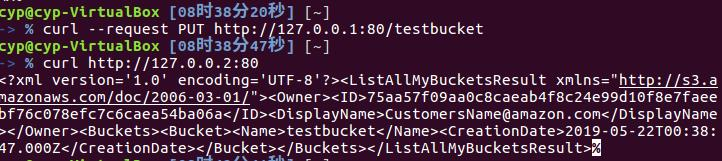 cyp@cyp-VirtualBox [08时38分20秒] [~]
-> % curl --request PUT http://127.0.0.1:80/testbucket
cyp@cyp-VirtualBox [08时38分47秒] [~]
-> % curl http://127.0.0.2:80
<?xml version='1.0' encoding='UTF-8'?><ListAllMyBucketsResult xmlns="http://s3.a
mazonaws.com/doc/2006-03-01/"><Owner><ID>75aa57f09aa0c8caeab4f8c24e99d10f8e7faee
bf76c078efc7c6caea54ba06a</ID><DisplayName>CustomersName@amazon.com</DisplayName
></Owner><Buckets><Bucket><Name>testbucket</Name><CreationDate>2019-05-22T00:38:
47.000Z</CreationDate></Bucket></Buckets></ListAllMyBucketsResult>%